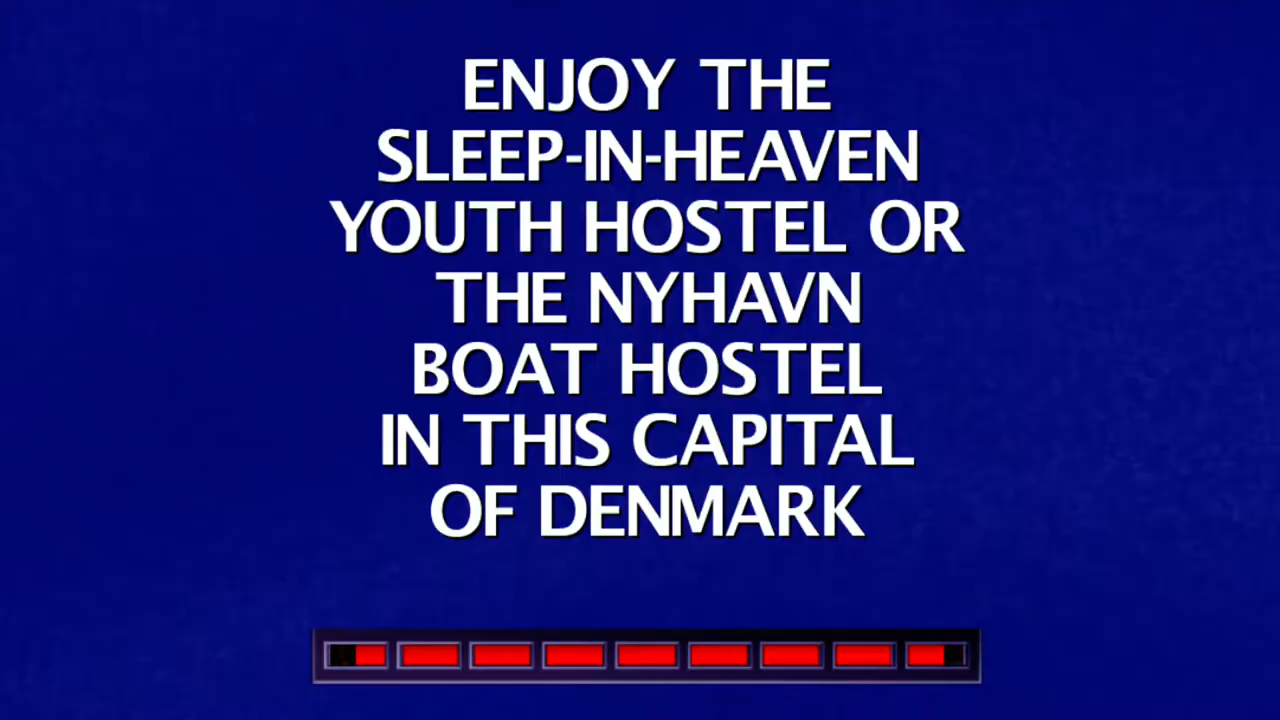 ENJOY THE
SLEEP-IN-HEAVEN
YOUTH HOSTEL OR
THE NYHAVN
BOAT HOSTEL
IN THIS CAPITAL
OF DENMARK